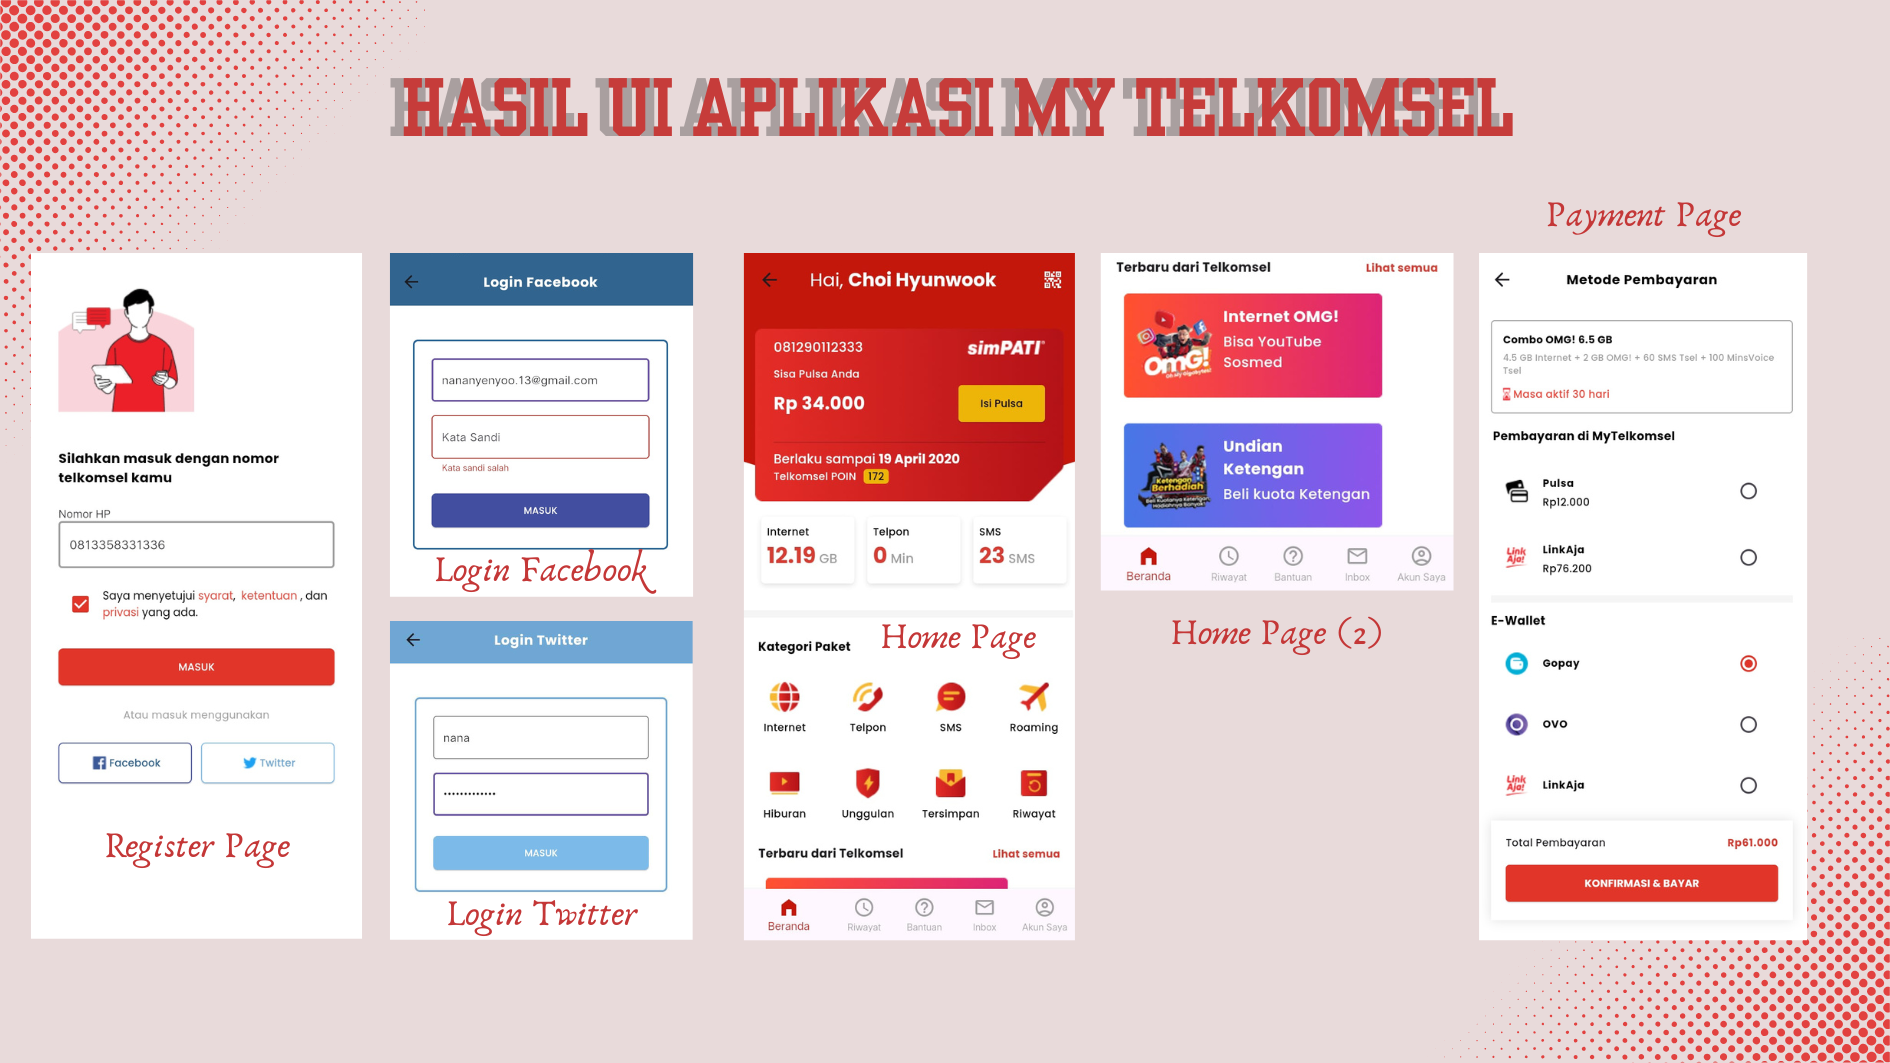 HASIL UI APLIKASI MY TELKOMSEL
Silahkan masuk dengan nomor
telkomsel kamu
Nomor HP
0813358331336
Saya menyetujui syarat, ketentuan , dan
privasi yang ada.
MASUK
Atau masuk menggunakan
Facebook
Twitter
Register Page
Login Facebook
nananyenyoo.13@gmail.com
Kata Sandi
Kata sandi salah
MASUK
Login Facebook
Login Twitter
nana
•••••••••••••
MASUK
Login Twitter
Hai, Choi Hyunwook
081290112333
simPATI
Sisa Pulsa Anda
Rp 34.000
Isi Pulsa
Berlaku sampai 19 April 2020
Telkomsel POIN 172
Internet
12.19 GB
Telpon
0 Min
SMS
23 SMS
Kategori Paket
Home Page
Internet
Telpon
SMS
Roaming
Hiburan
Unggulan
Tersimpan
Riwayat
Terbaru dari Telkomsel
Lihat semua
Beranda
Riwayat
Bantuan
Inbox
Akun Saya
Terbaru dari Telkomsel
Lihat semua
OMG!
Internet OMG!
Bisa YouTube
Sosmed
Ketengan
Berhadiah
Undian
Ketengan
Beli kuota Ketengan
Beranda
Riwayat
Bantuan
Inbox
Akun Saya
Home Page (2)
Payment Page
Metode Pembayaran
Combo OMG! 6.5 GB
4.5 GB Internet + 2 GB OMG! + 60 SMS Tsel + 100 MinsVoice
Tsel
Masa aktif 30 hari
Pembayaran di MyTelkomsel
Pulsa
Rp12.000
Link
Aja!
LinkAja
Rp76.200
E-Wallet
Gopay
OVO
Link
Aja!
LinkAja
Total Pembayaran
Rp61.000
KONFIRMASI & BAYAR